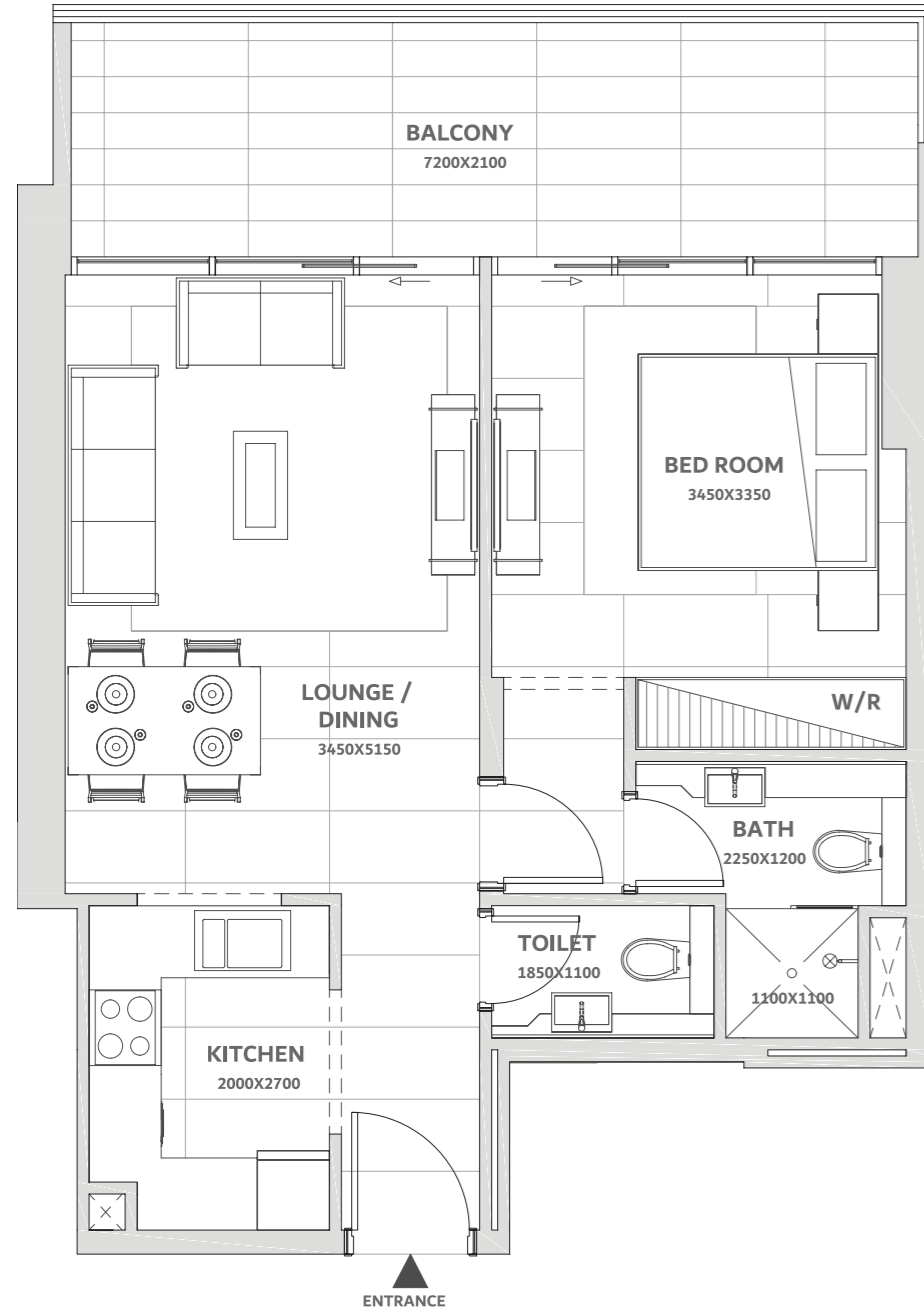 BALCONY
7200X2100
BED ROOM
3450X3350
LOUNGE /
DINING
3450X5150
W/R
BATH
2250X1200
TOILET
1850X1100
1100X1100
KITCHEN
2000X2700
ENTRANCE